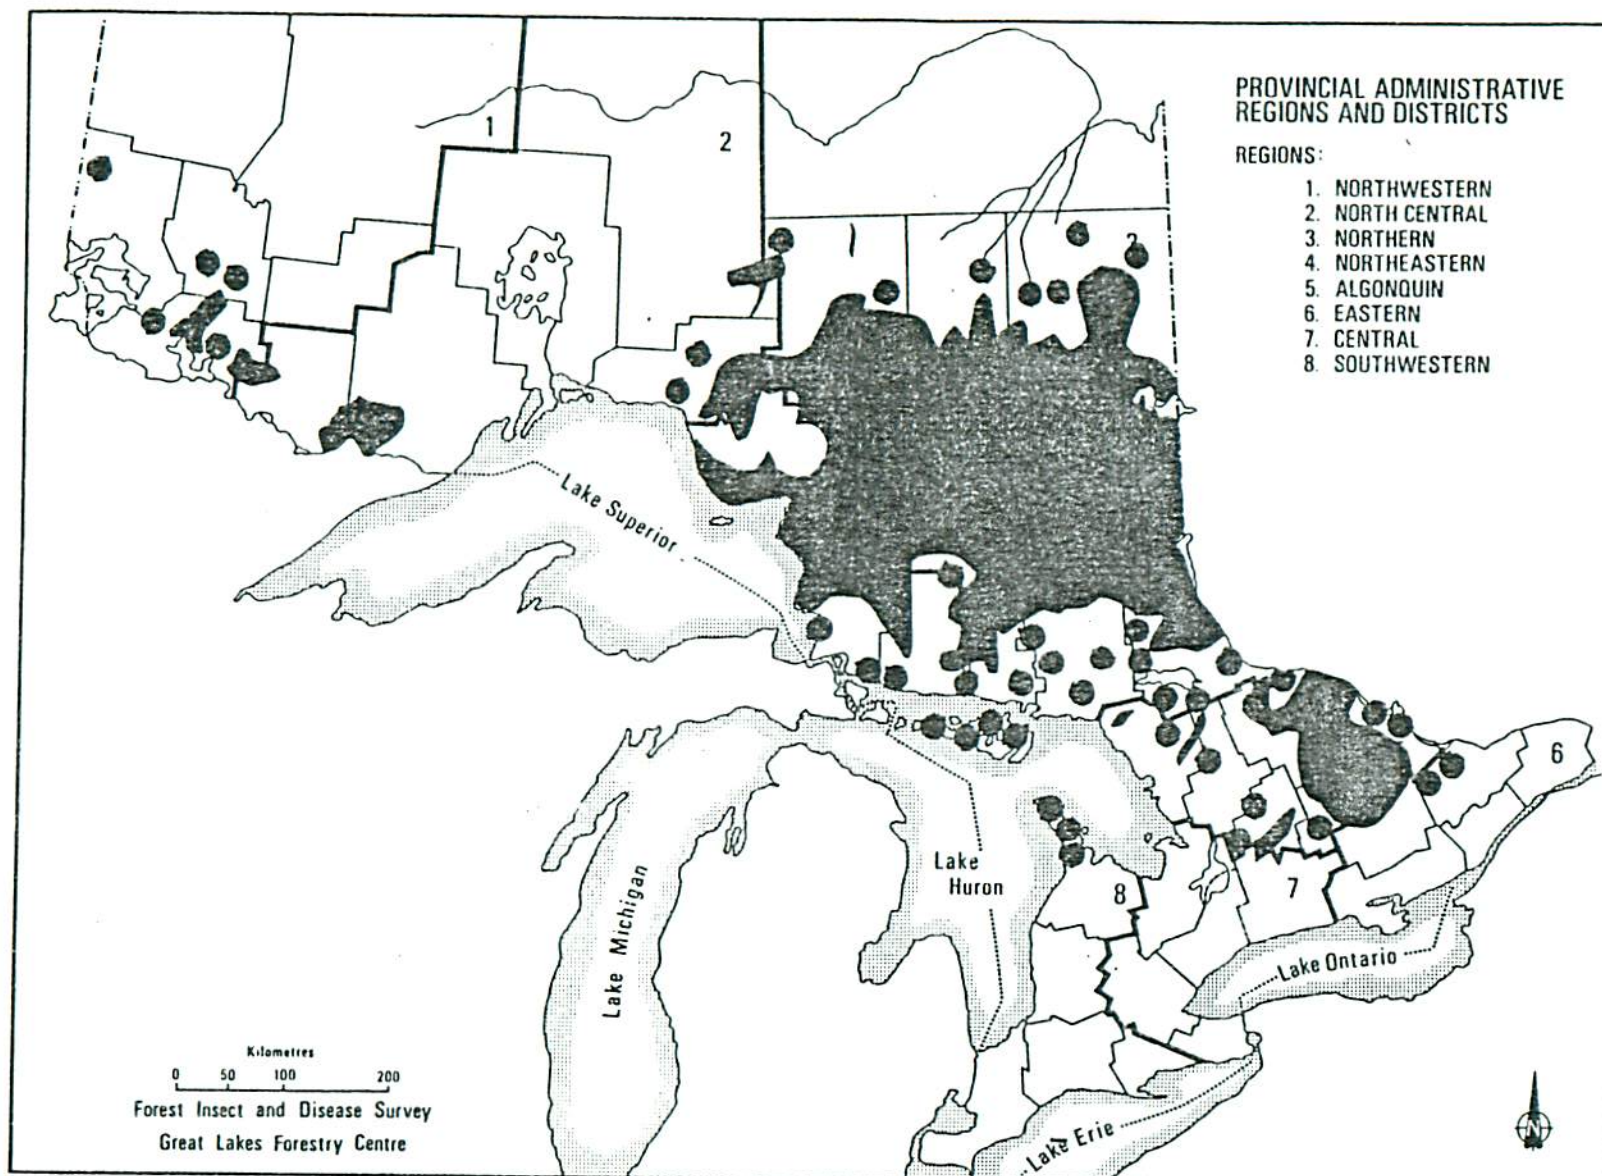 PROVINCIAL ADMINISTRATIVE
REGIONS AND DISTRICTS
REGIONS:
1. NORTHWESTERN
2. NORTH CENTRAL
3. NORTHERN
4. NORTHEASTERN
5. ALGONQUIN
6. EASTERN
7. CENTRAL
8. SOUTHWESTERN
1
2
6
7
8
Lake Superior
Lake Michigan
Lake
Huron
Lake Ontario
Lake Erie
Kilometres
0 50 100 200
Forest Insect and Disease Survey
Great Lakes Forestry Centre
N